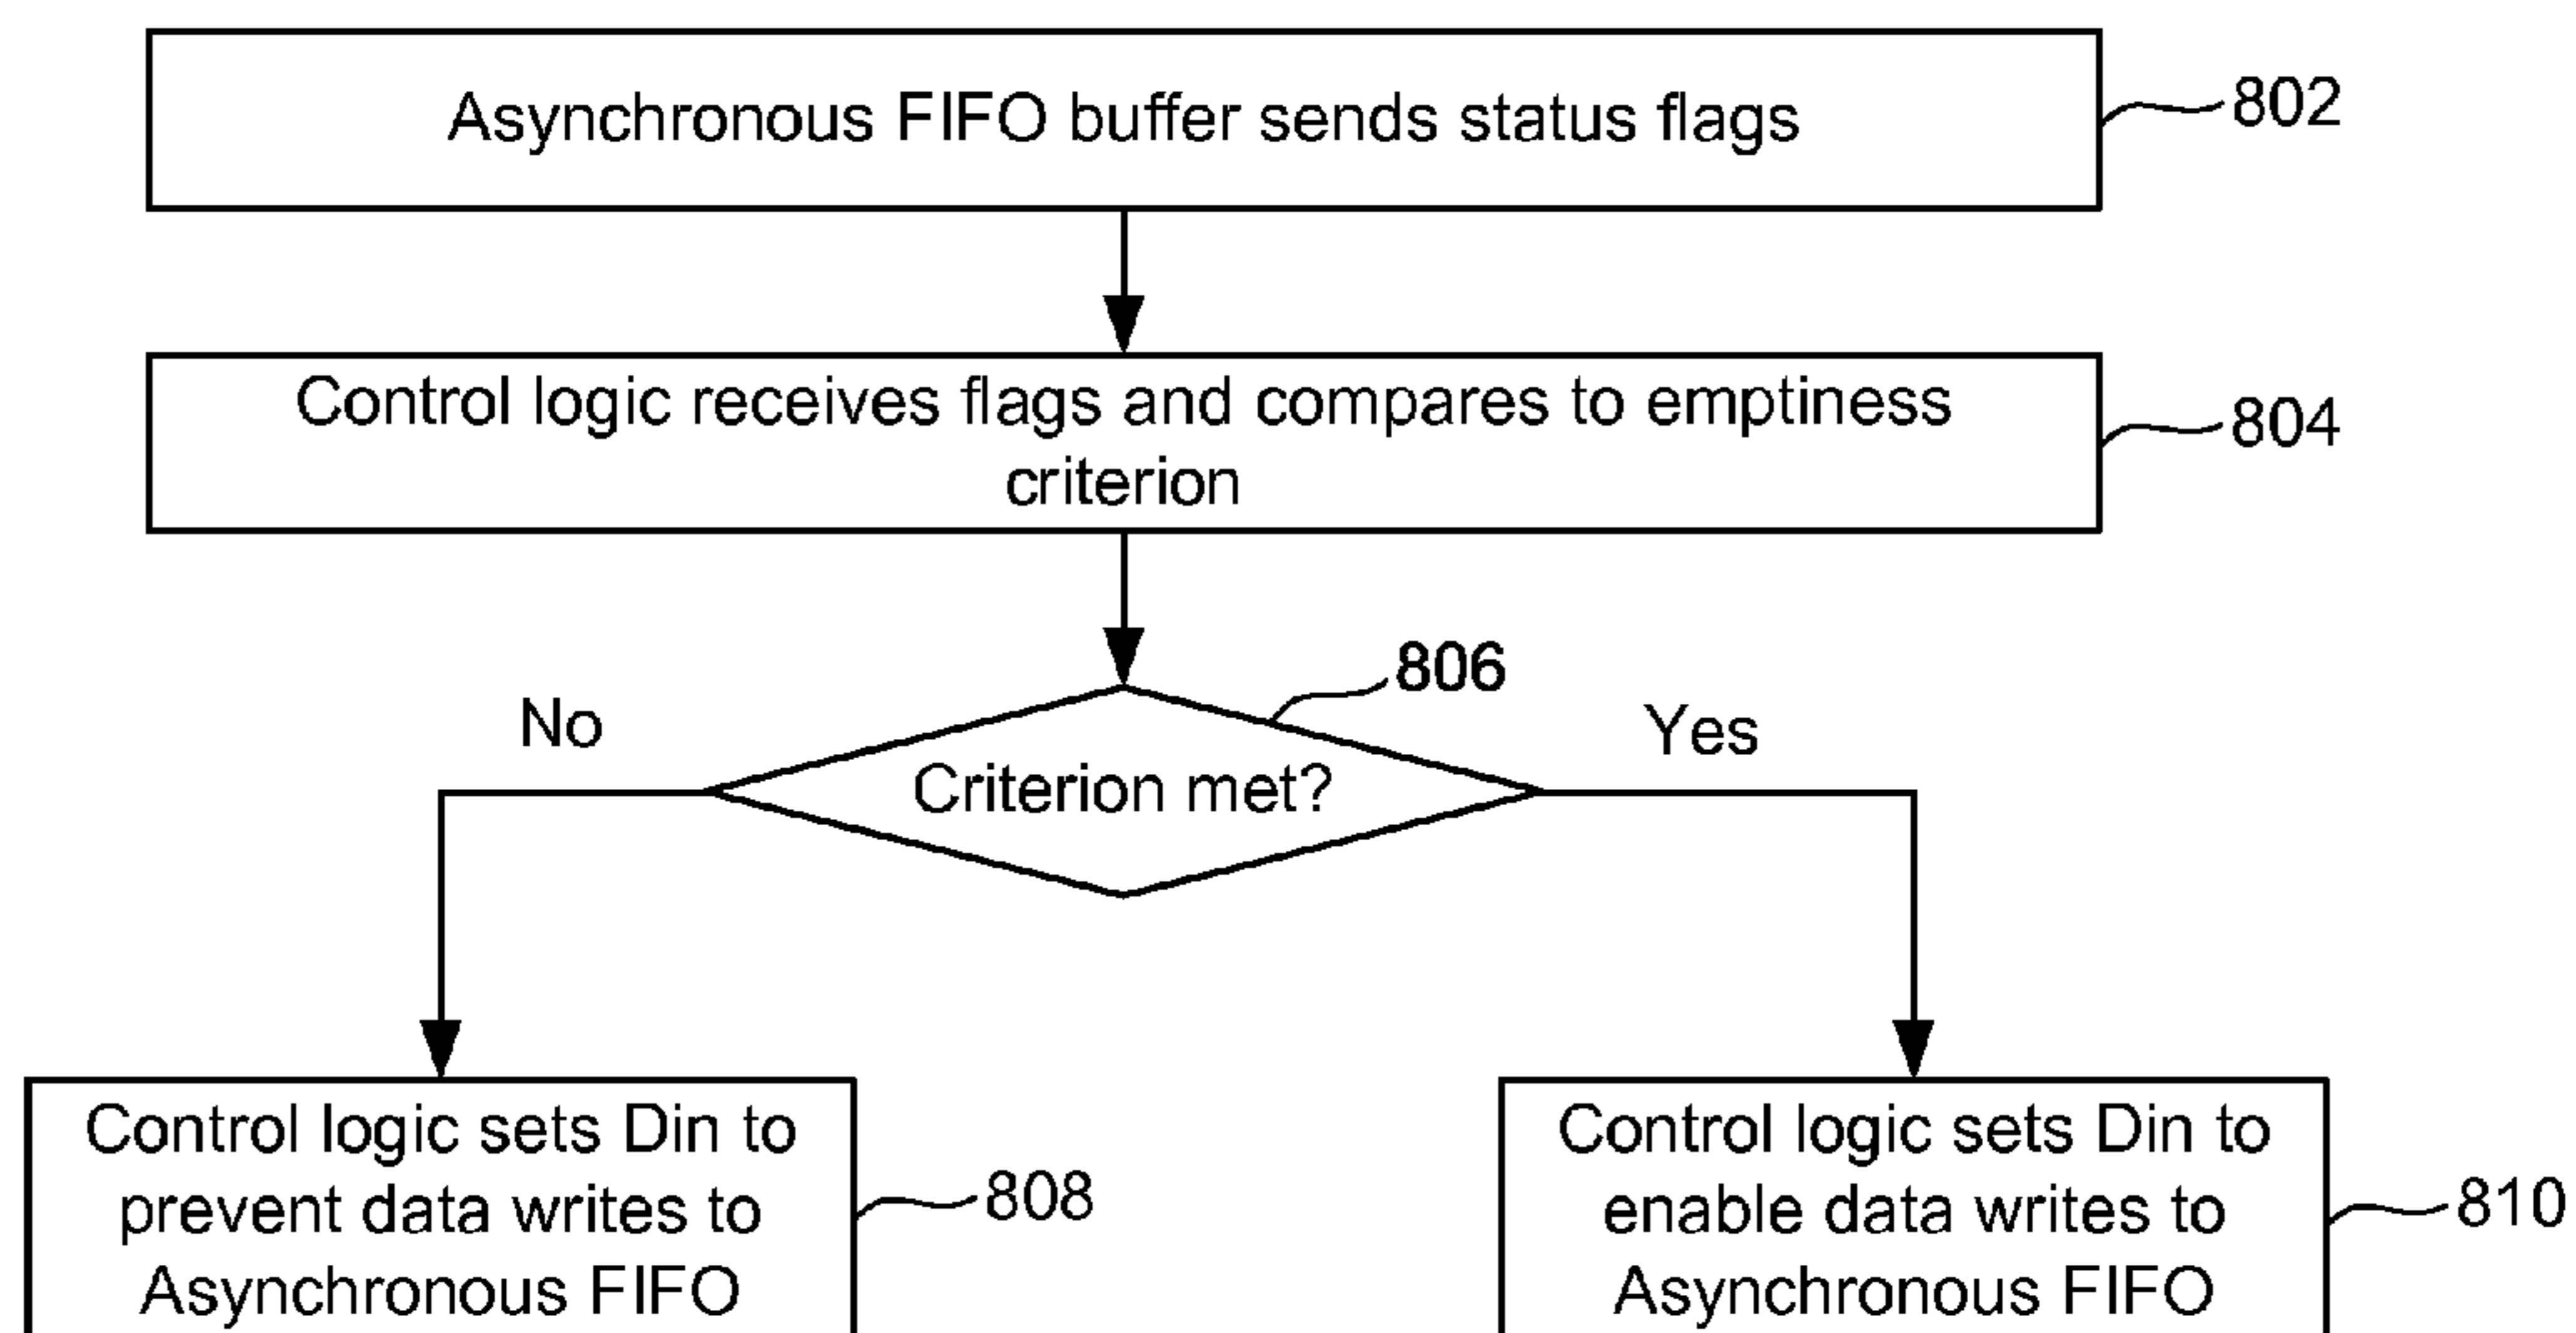 Asynchronous FIFO buffer sends status flags
802
Control logic receives flags and compares to emptiness
criterion
804
806
No
Yes
Criterion met?
Control logic sets Din to
prevent data writes to
Asynchronous FIFO
808
Control logic sets Din to
enable data writes to
Asynchronous FIFO
810